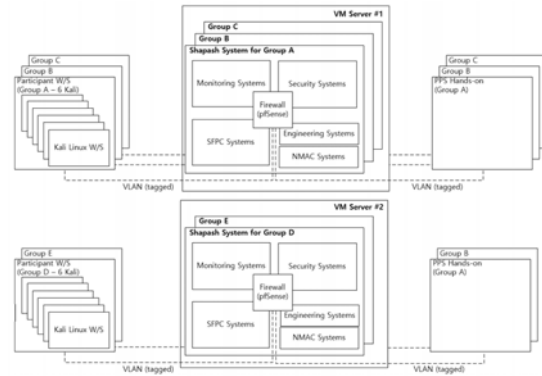 VM Server #1
Group C
Group B
Shapash System for Group A
Monitoring Systems
Security Systems
Firewall
(pfSense)
SFPC Systems
Engineering Systems
NMAC Systems
Group C
Group B
Participant W/S
(Group A – 6 Kali)
Kali Linux W/S
Group C
Group B
PPS Hands-on
(Group A)
VLAN (tagged)
VLAN (tagged)
VM Server #2
Group E
Shapash System for Group D
Monitoring Systems
Security Systems
Firewall
(pfSense)
SFPC Systems
Engineering Systems
NMAC Systems
Group E
Participant W/S
(Group D – 6 Kali)
Kali Linux W/S
Group B
PPS Hands-on
(Group A)
VLAN (tagged)
VLAN (tagged)